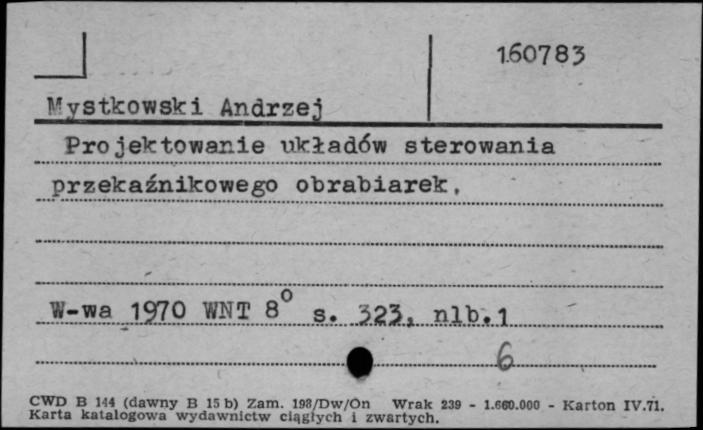 160783
Mystkowski Andrzej
Projektowanie układów sterowania
przekaźnikowego obrabiarek.
W-wa 1970 WNT 8° s. 323, nlb.1
6
CWD B 144 (dawny B 15 b) Zam. 198/Dw/On Wrak 239 - 1.660.000 - Karton IV.71.
Karta katalogowa wydawnictw ciągłych i zwartych.